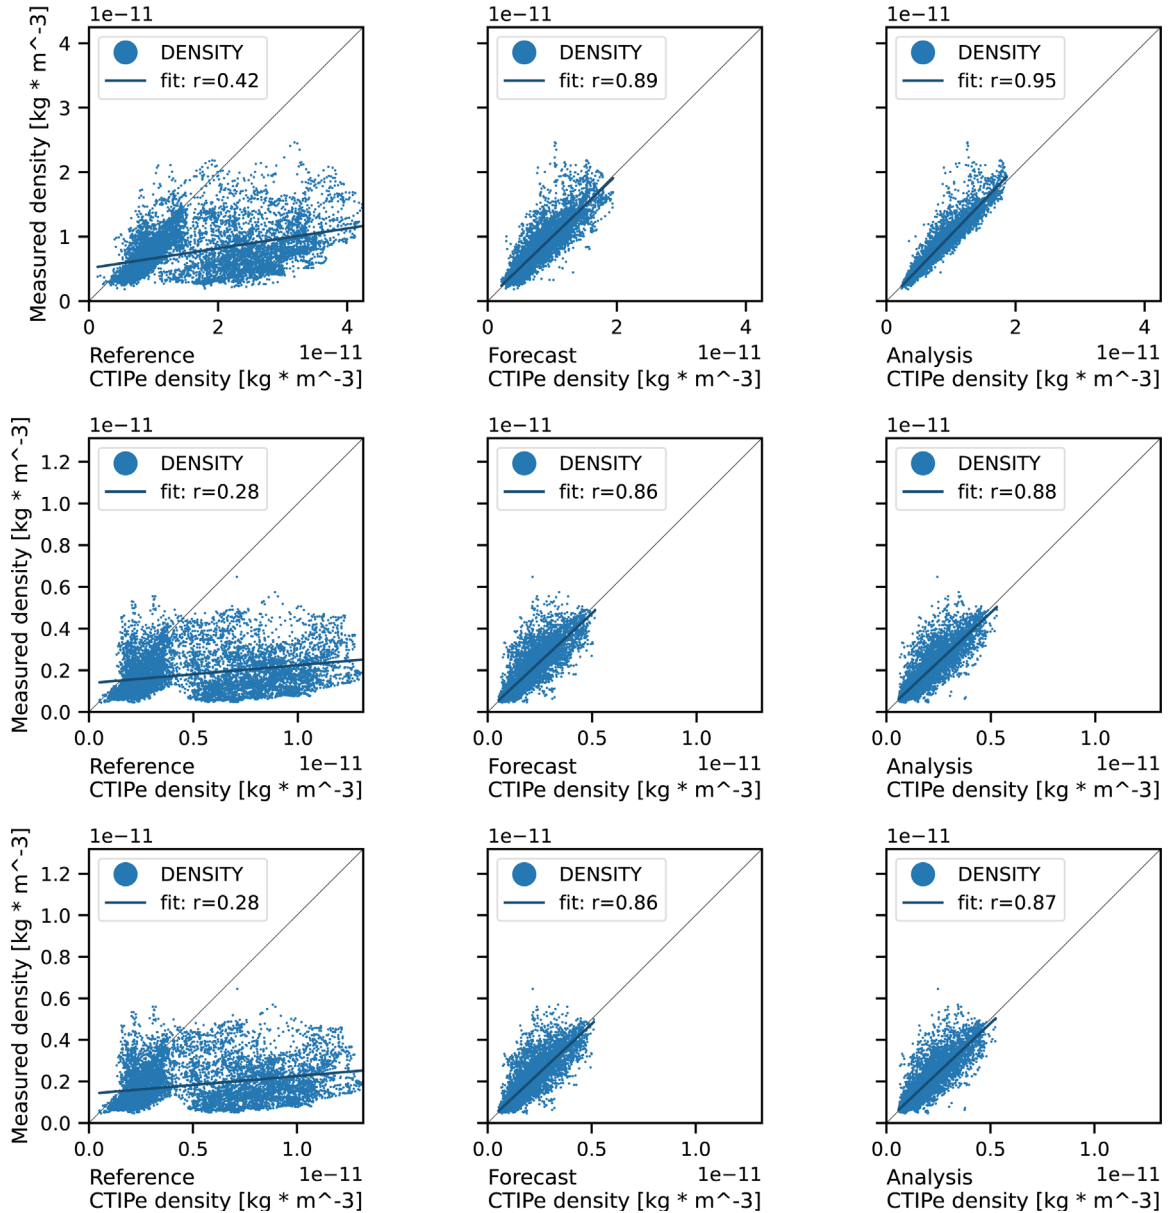 1e−11 1e−11 1e−11
Measured density [kg * m^-3]
4
3
2
1
0
DENSITY
fit: r=0.42
DENSITY
fit: r=0.89
DENSITY
fit: r=0.95
0 2 4 0 2 4 0 2 4
Reference 1e−11 Forecast 1e−11 Analysis 1e−11
CTIPe density [kg * m^-3] CTIPe density [kg * m^-3] CTIPe density [kg * m^-3]
1e−11 1e−11 1e−11
Measured density [kg * m^-3]
1.2
1.0
0.8
0.6
0.4
0.2
0.0
DENSITY
fit: r=0.28
DENSITY
fit: r=0.86
DENSITY
fit: r=0.88
0.0 0.5 1.0 0.0 0.5 1.0 0.0 0.5 1.0
Reference 1e−11 Forecast 1e−11 Analysis 1e−11
CTIPe density [kg * m^-3] CTIPe density [kg * m^-3] CTIPe density [kg * m^-3]
1e−11 1e−11 1e−11
Measured density [kg * m^-3]
1.2
1.0
0.8
0.6
0.4
0.2
0.0
DENSITY
fit: r=0.28
DENSITY
fit: r=0.86
DENSITY
fit: r=0.87
0.0 0.5 1.0 0.0 0.5 1.0 0.0 0.5 1.0
Reference 1e−11 Forecast 1e−11 Analysis 1e−11
CTIPe density [kg * m^-3] CTIPe density [kg * m^-3] CTIPe density [kg * m^-3]